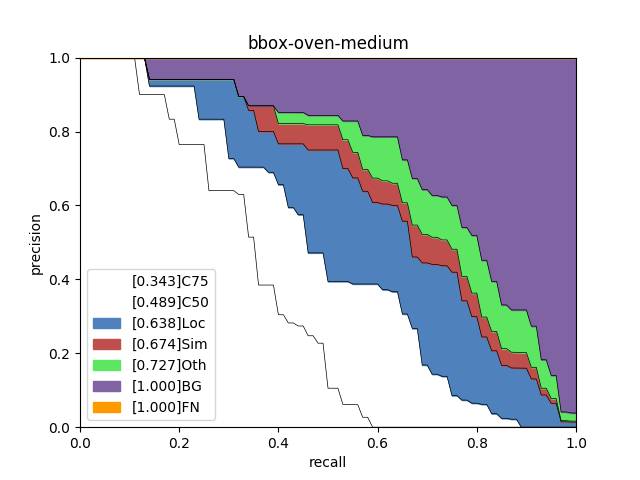 bbox-oven-medium
1.0
0.8
0.6
0.4
0.2
0.0
precision
[0.343]C75
[0.489]C50
[0.638]Loc
[0.674]Sim
[0.727]Oth
[1.000]BG
[1.000]FN
0.0 0.2 0.4 0.6 0.8 1.0
recall